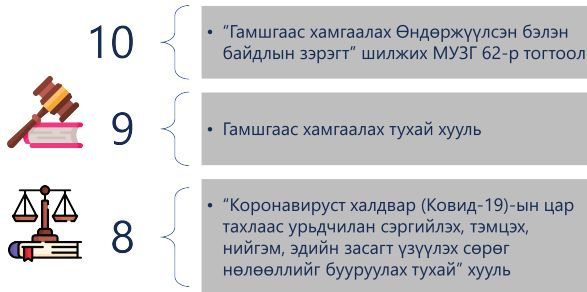 10
• “Гамшгаас хамгаалах Өндөржүүлсэн бэлэн
байдлын зэрэгт” шилжих МУЗГ 62-р тогтоол
9
• Гамшгаас хамгаалах тухай хууль
8
• “Коронавируст халдвар (Ковид-19)-ын цар
тахлаас урьдчилан сэргийлэх, тэмцэх,
нийгэм, эдийн засагт үзүүлэх сөрөг
нөлөөллийг бууруулах тухай” хууль